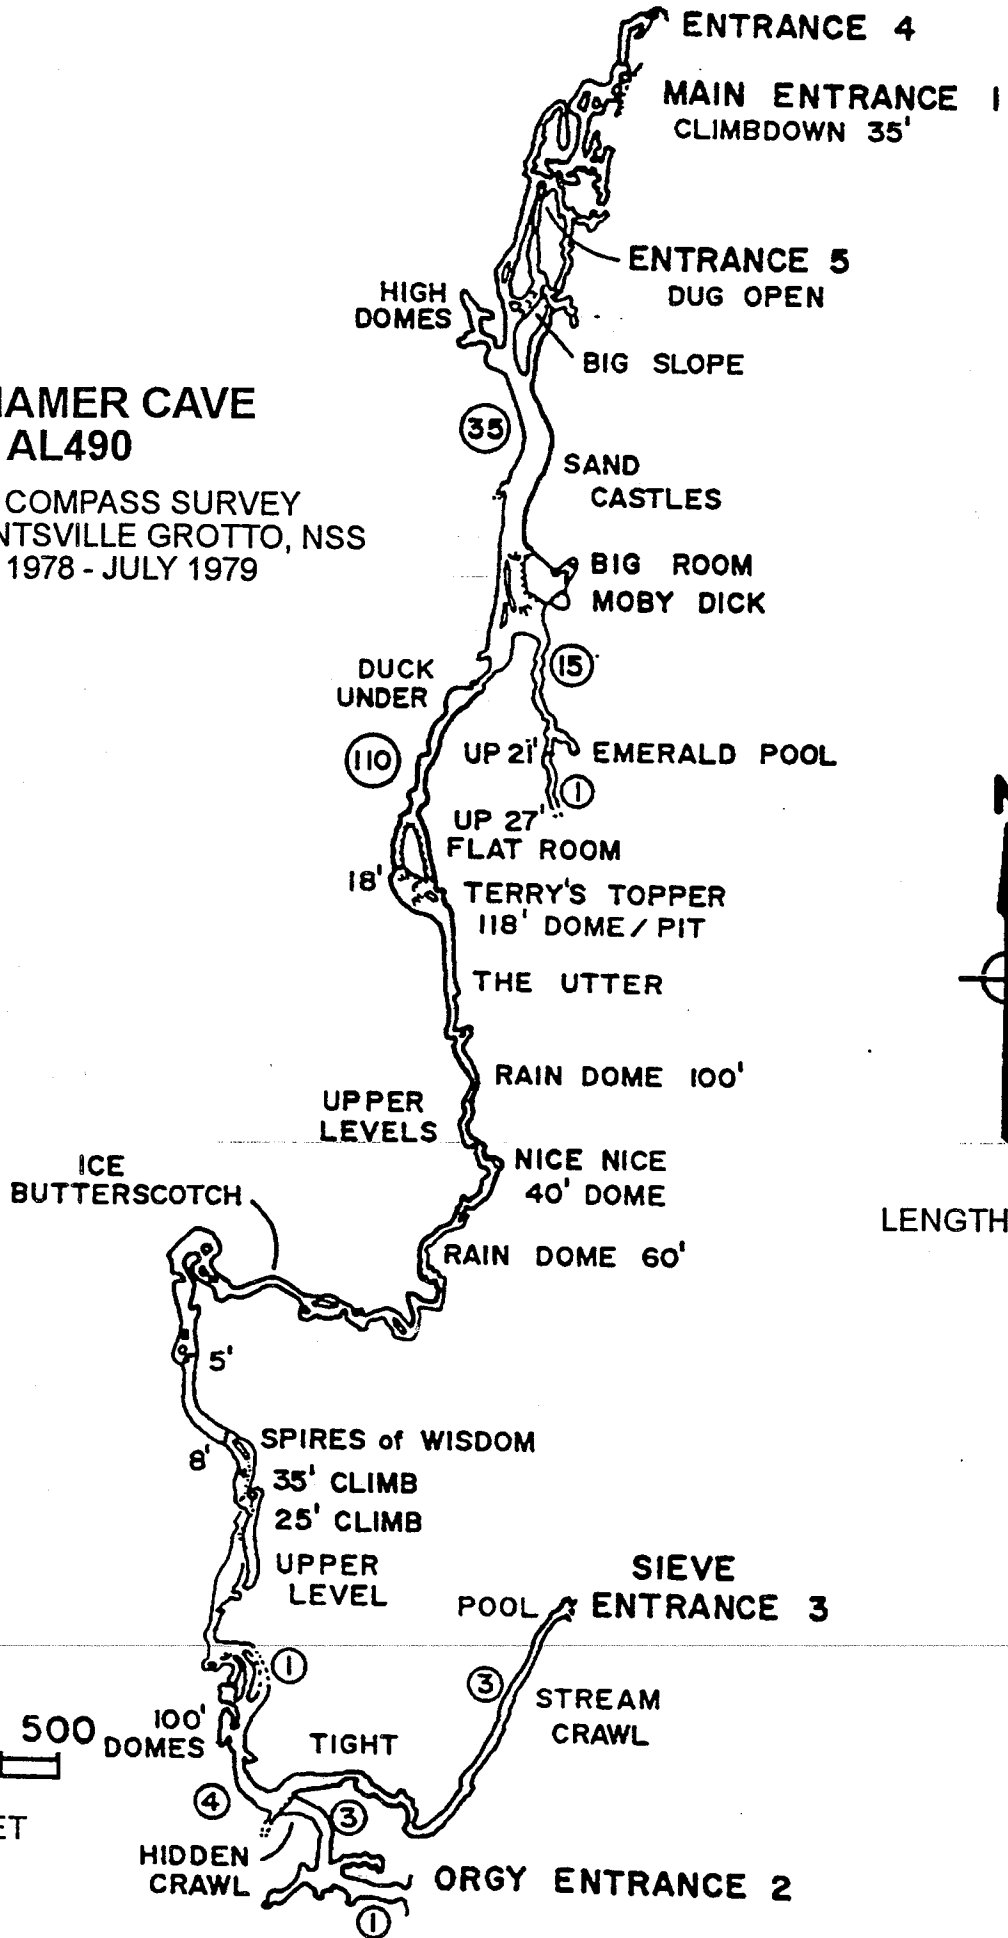 ENTRANCE 4
MAIN ENTRANCE 1
CLIMBDOWN 35'
ENTRANCE 5
DUG OPEN
HIGH
DOMES
BIG SLOPE
CAVE
AL490
35
SAND
CASTLES
COMPASS SURVEY
GROTTO, NSS
1978 - JULY 1979
BIG ROOM
MOBY DICK
15
DUCK
UNDER
110
UP 21'
EMERALD POOL
1
UP 27'
FLAT ROOM
18'
TERRY'S TOPPER
118' DOME / PIT
THE UTTER
RAIN DOME 100'
UPPER
LEVELS
NICE NICE
40' DOME
ICE
BUTTERSCOTCH
LENGTH
RAIN DOME 60'
5'
8'
SPIRES of WISDOM
35' CLIMB
25' CLIMB
UPPER
LEVEL
SIEVE
POOL
ENTRANCE 3
1
3
STREAM
CRAWL
500
100'
DOMES
TIGHT
4
3
HIDDEN
CRAWL
ORGY ENTRANCE 2
1